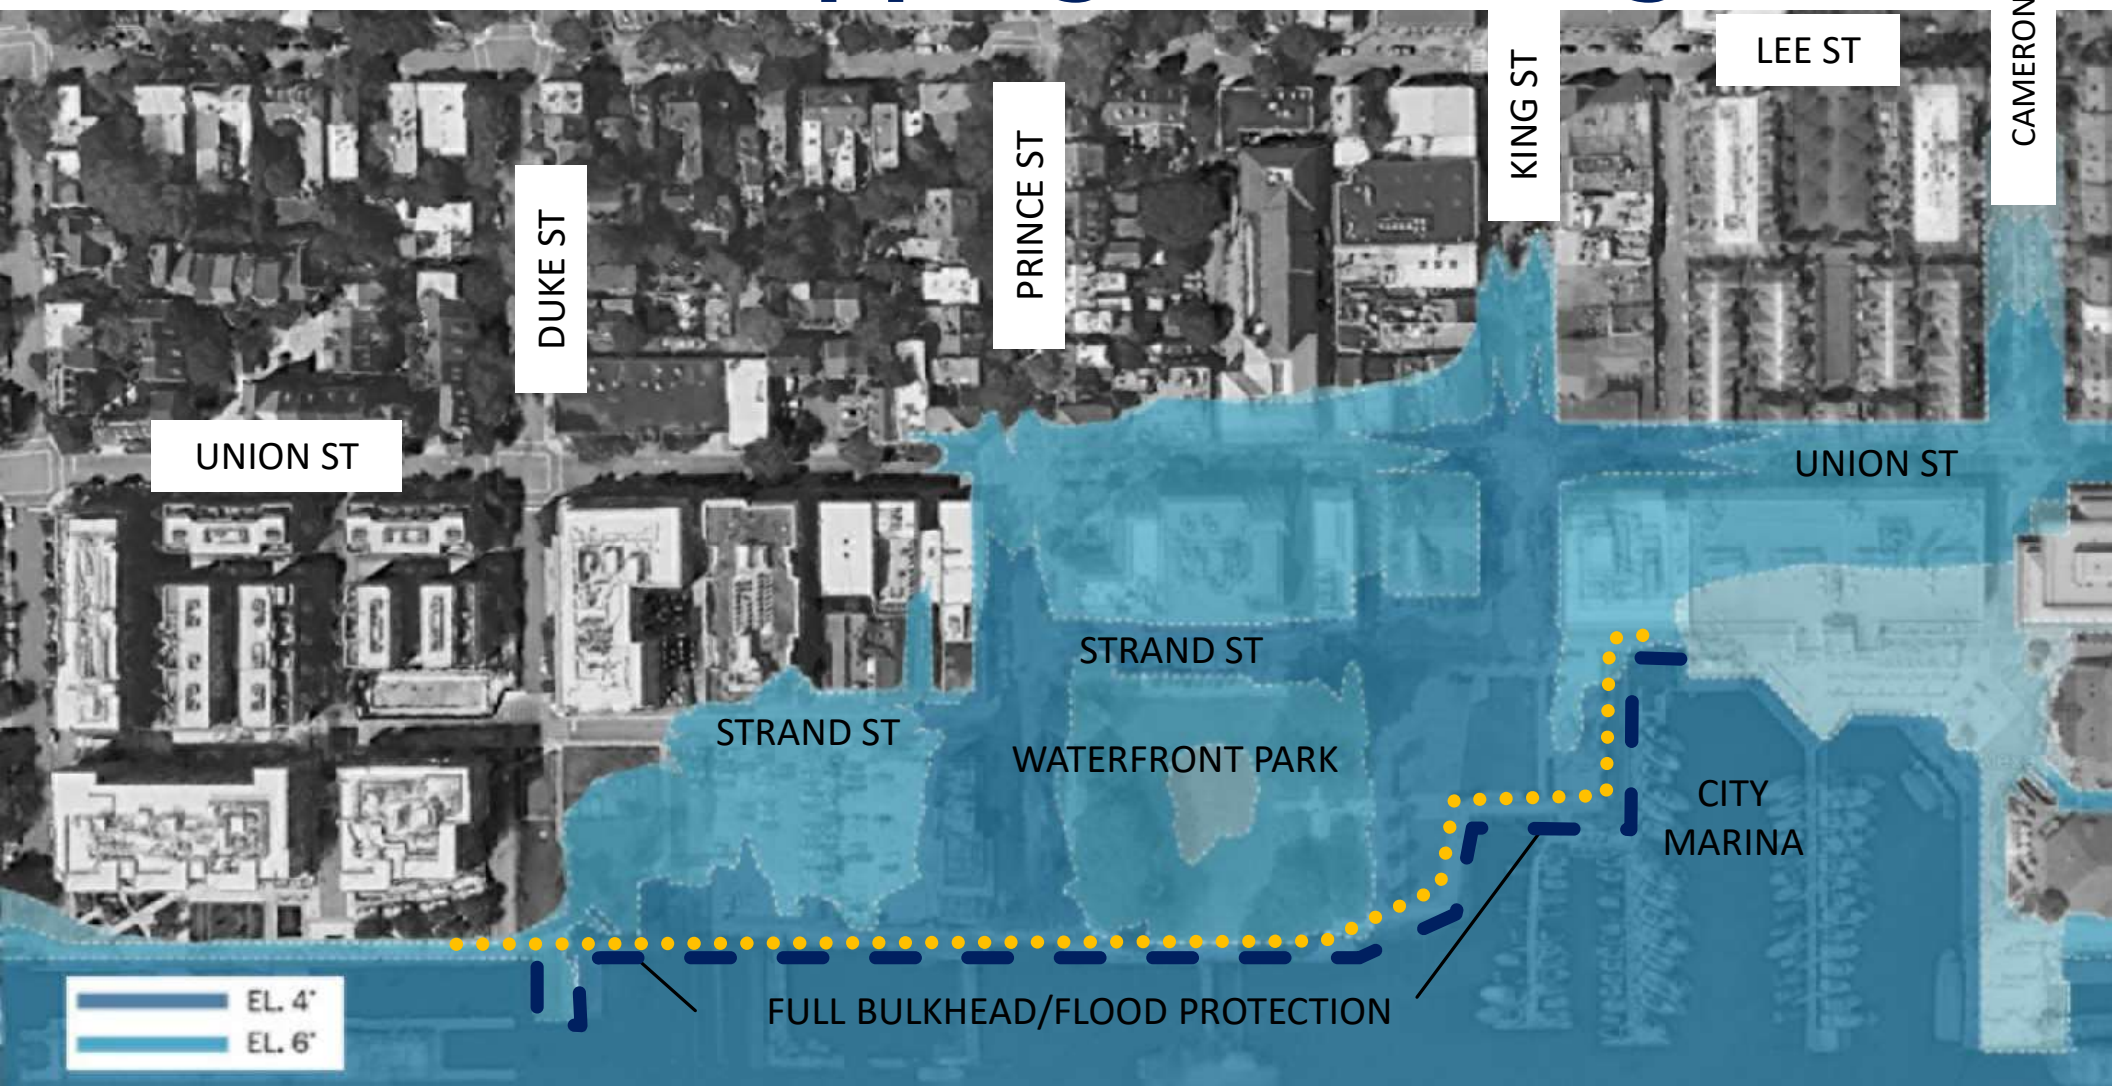 LEE ST
CAMERON
KING ST
PRINCE ST
DUKE ST
UNION ST
UNION ST
STRAND ST
STRAND ST
WATERFRONT PARK
CITY
MARINA
EL. 4'
EL. 6'
FULL BULKHEAD/FLOOD PROTECTION